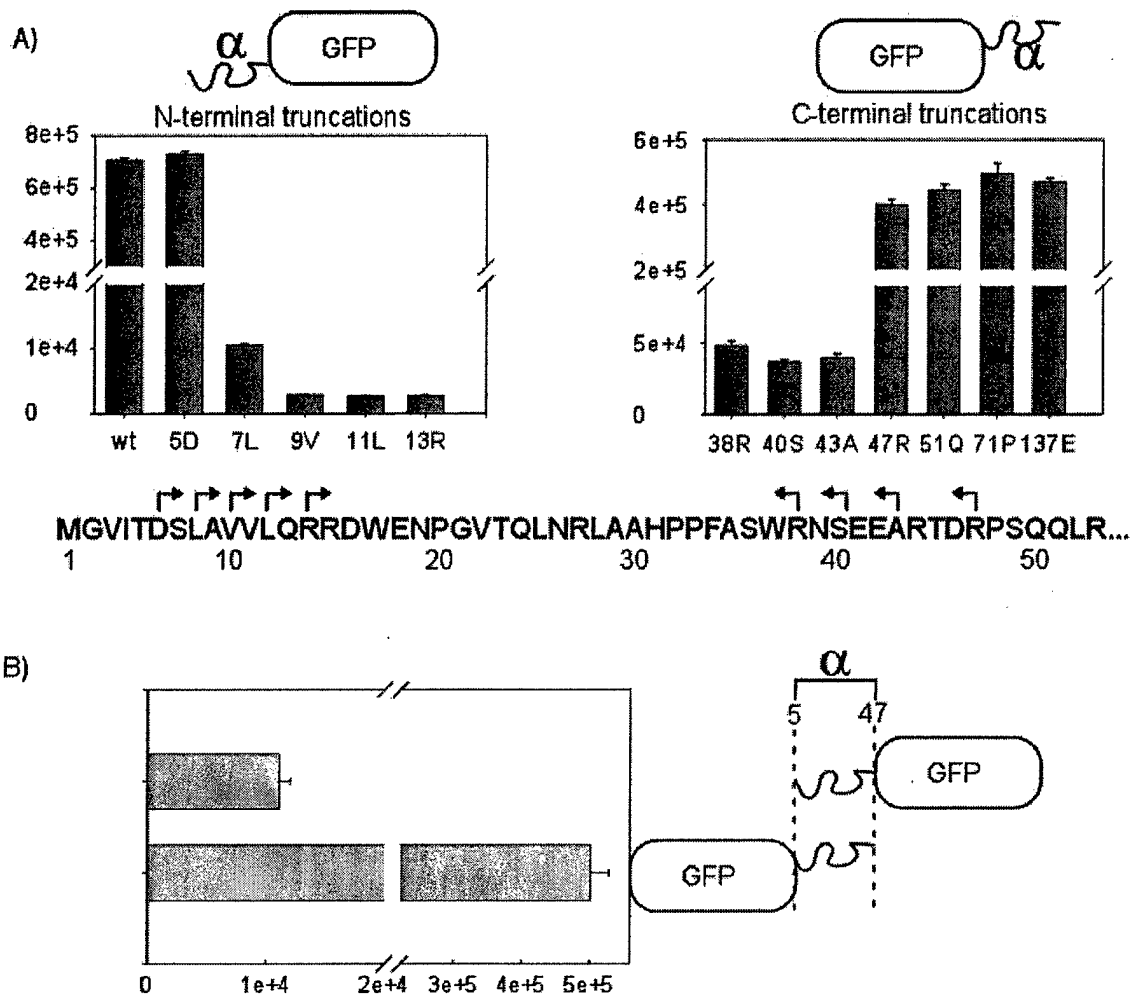 A)
α GFP
GFP α
N-terminal truncations
C-terminal truncations
8e+5
6e+5
4e+5
2e+4
1e+4
0
wt 5D 7L 9V 11L 13R
6e+5
4e+5
2e+5
5e+4
0
38R 40S 43A 47R 51Q 71P 137E
MGVITDSLAVVLQRRDWENPGVTQLNRLAAHPPFASWRNSEEARTDRPSQQLR...
1 10 20 30 40 50
B)
α
5 47
GFP
GFP
0 1e+4 2e+4 3e+5 4e+5 5e+5